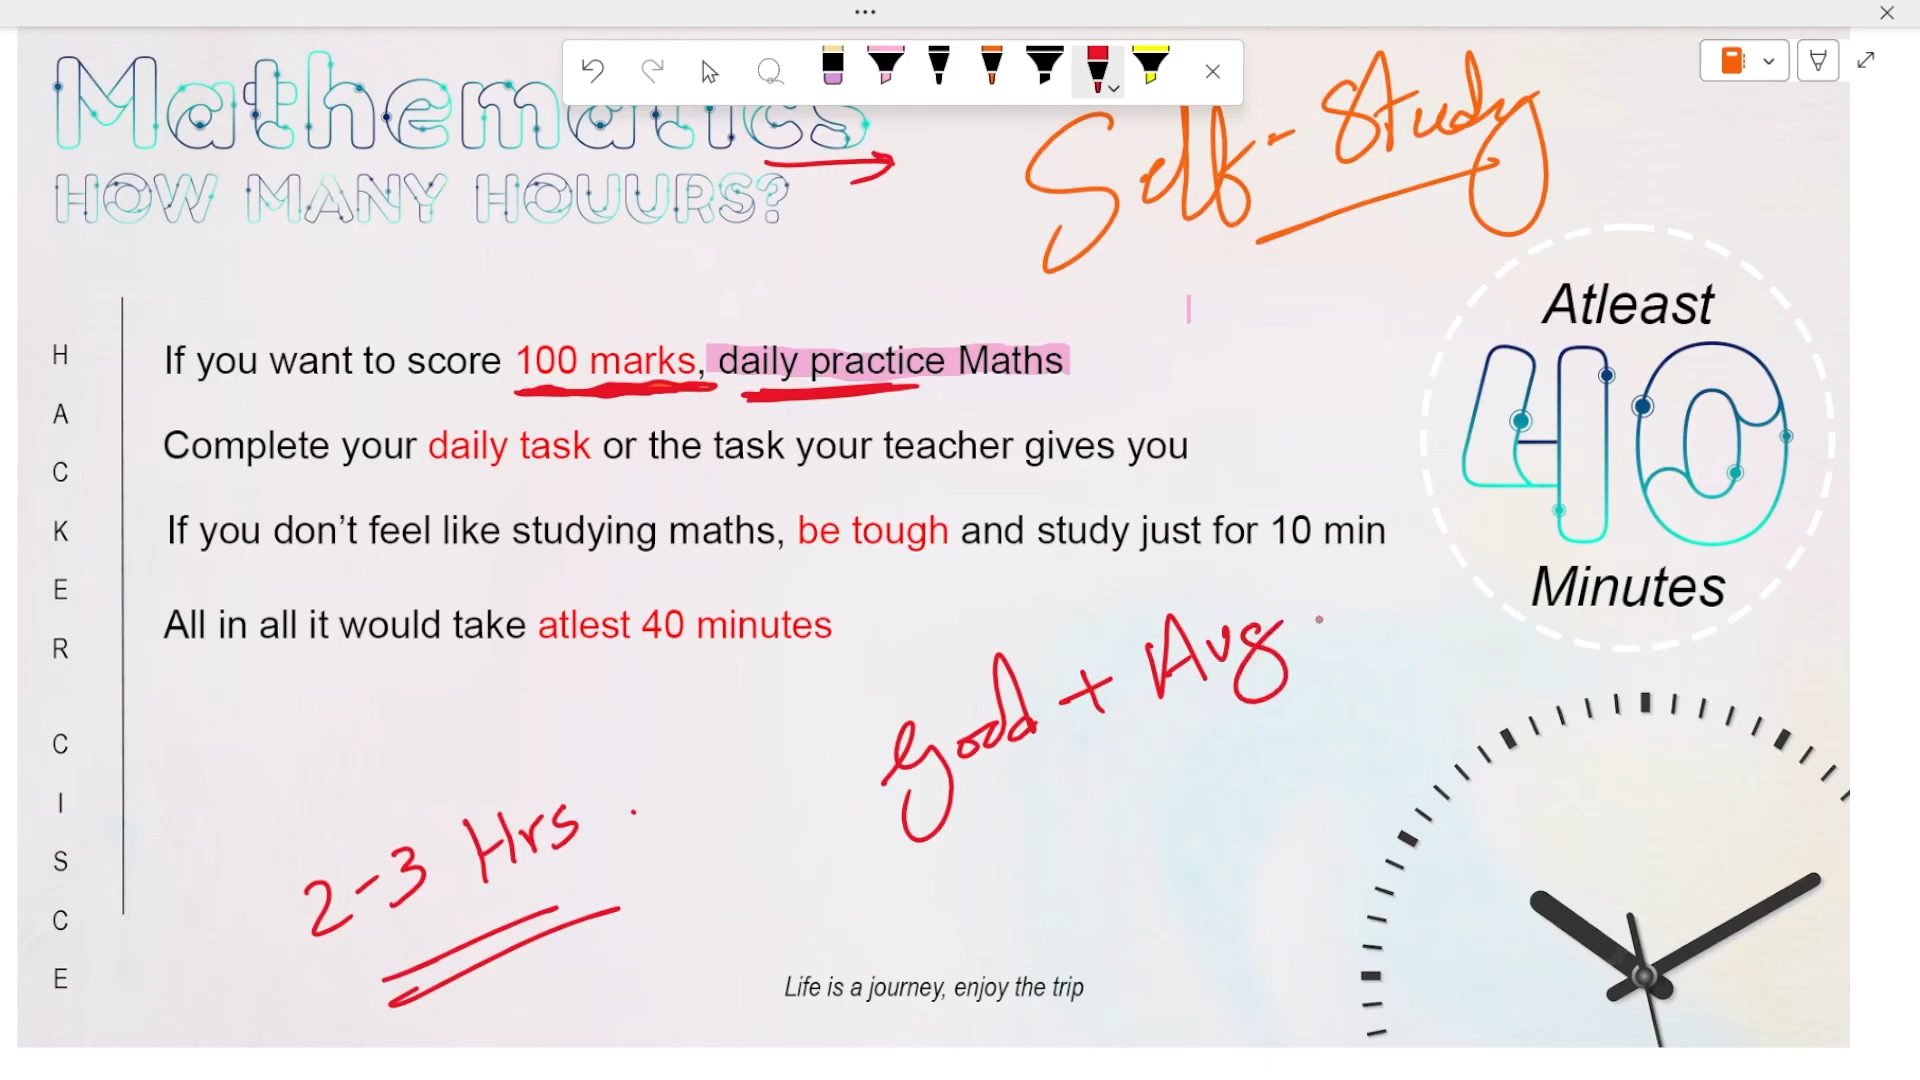 Mathematics
HOW MANY HOUURS?
Self-Study
Atleast
40
Minutes
If you want to score 100 marks, daily practice Maths
Complete your daily task or the task your teacher gives you
If you don’t feel like studying maths, be tough and study just for 10 min
All in all it would take atlest 40 minutes
Good + Avg
2-3 Hrs
Life is a journey, enjoy the trip
HACKER CISCE